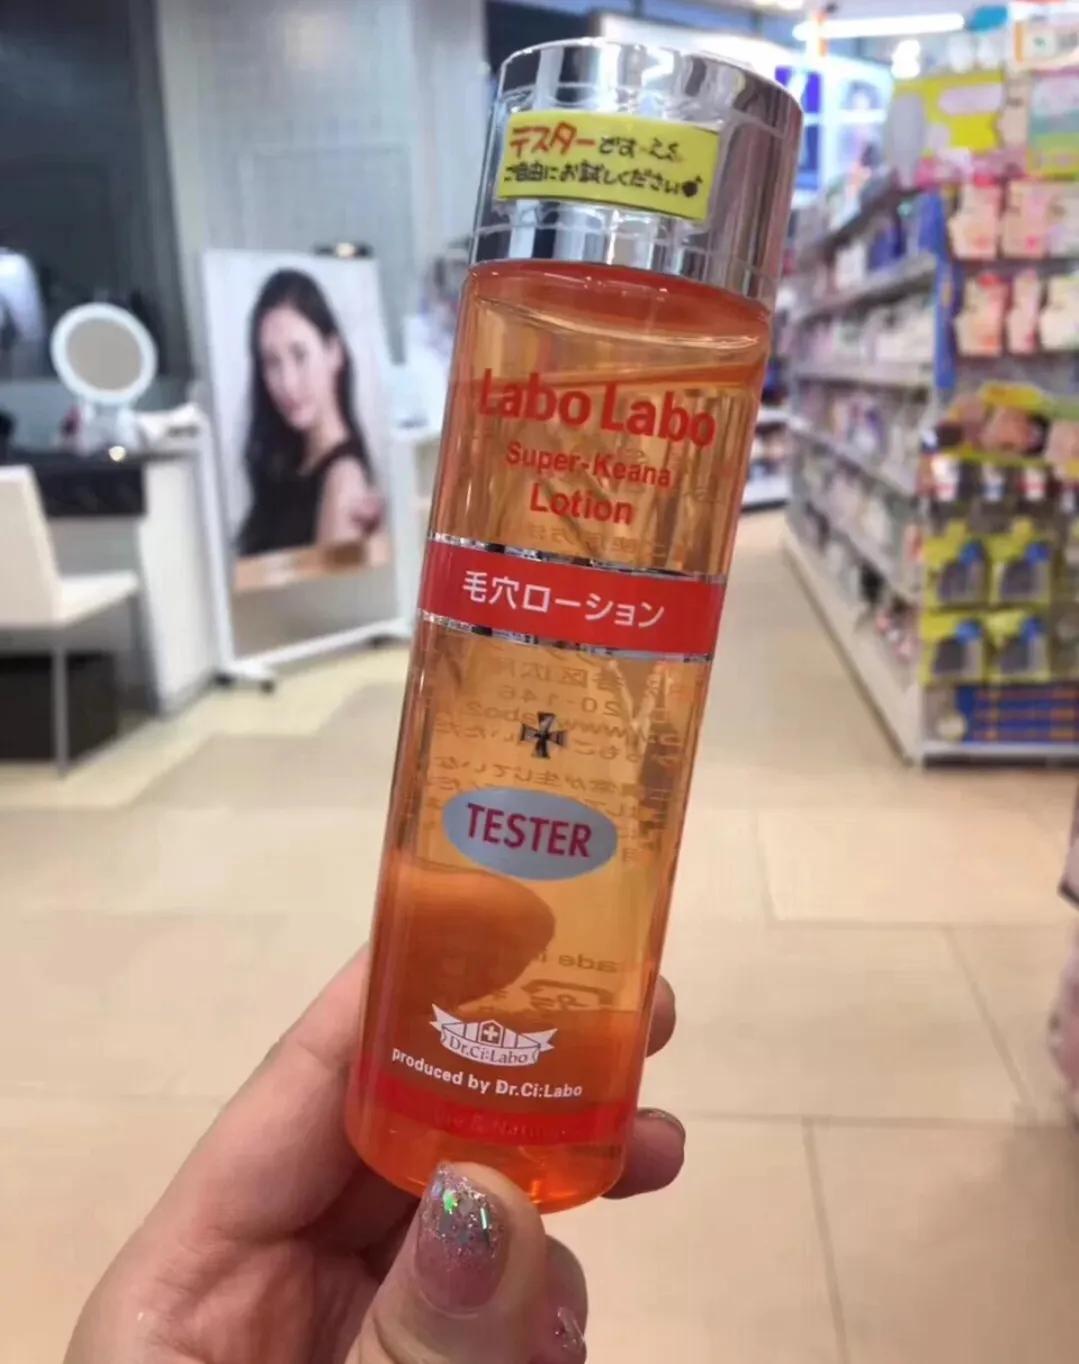 テスターです
ご自由にお試しください
Labo Labo
Super-Keana
Lotion
毛穴ローション
TESTER
Dr.Ci:Labo
produced by Dr.Ci:Labo